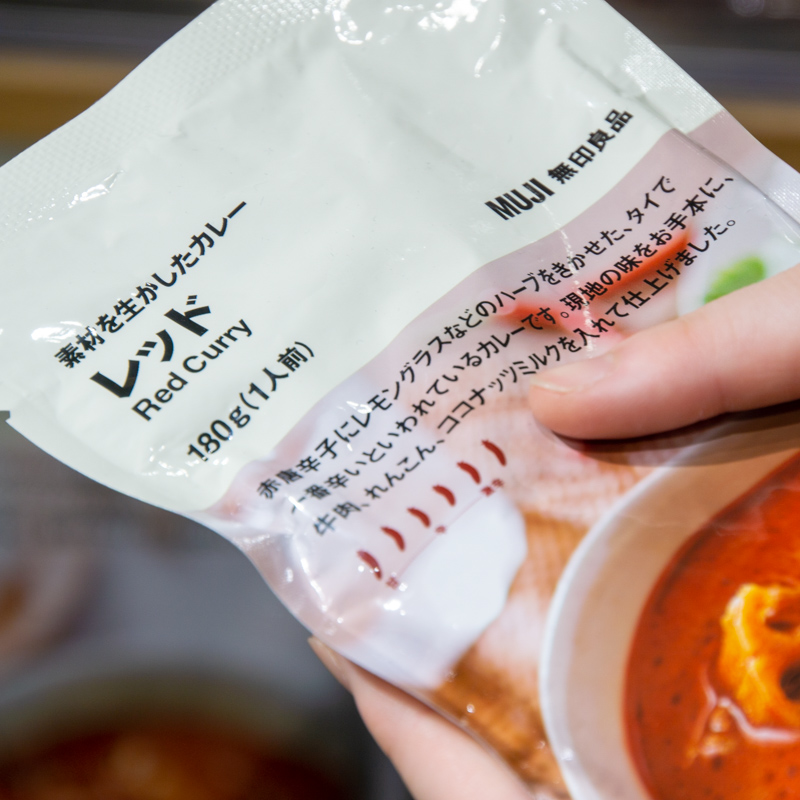 素材を生かしたカレー
レッド
Red Curry
180g(1人前)
MUJI 無印良品
赤唐辛子にレモングラスなどのハーブをきかせた、タイで
一番辛いといわれているカレーです。現地の味をお手本に、
牛肉、れんこん、ココナッツミルクを入れて仕上げました。